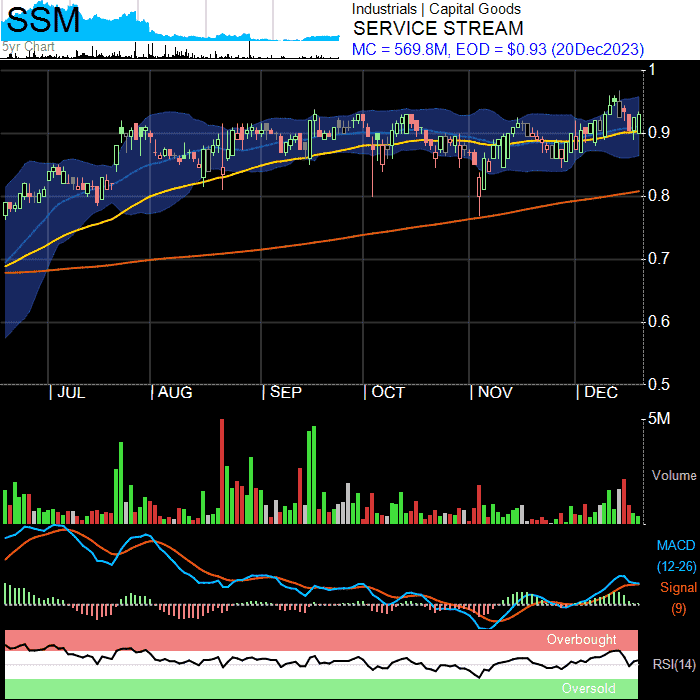 SSM
5yr Chart
Industrials | Capital Goods
SERVICE STREAM
MC = 569.8M, EOD = $0.93 (20Dec2023)
1
0.9
0.8
0.7
0.6
0.5
| JUL | AUG | SEP | OCT | NOV | DEC
5M
Volume
MACD
(12-26)
Signal
(9)
Overbought
RSI(14)
Oversold